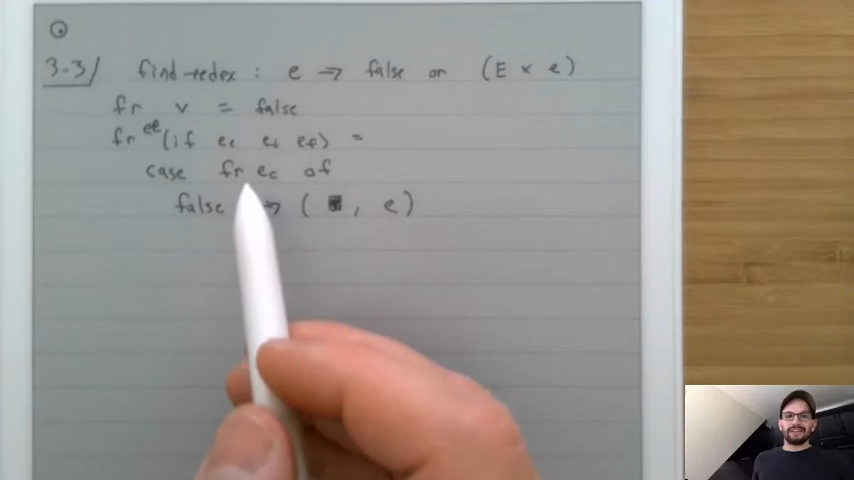 3-3/ find-redex : e → false or (E × e)
fr v = false
fr ee(if ec et ef) =
case fr ec of
false → ( ■, e)